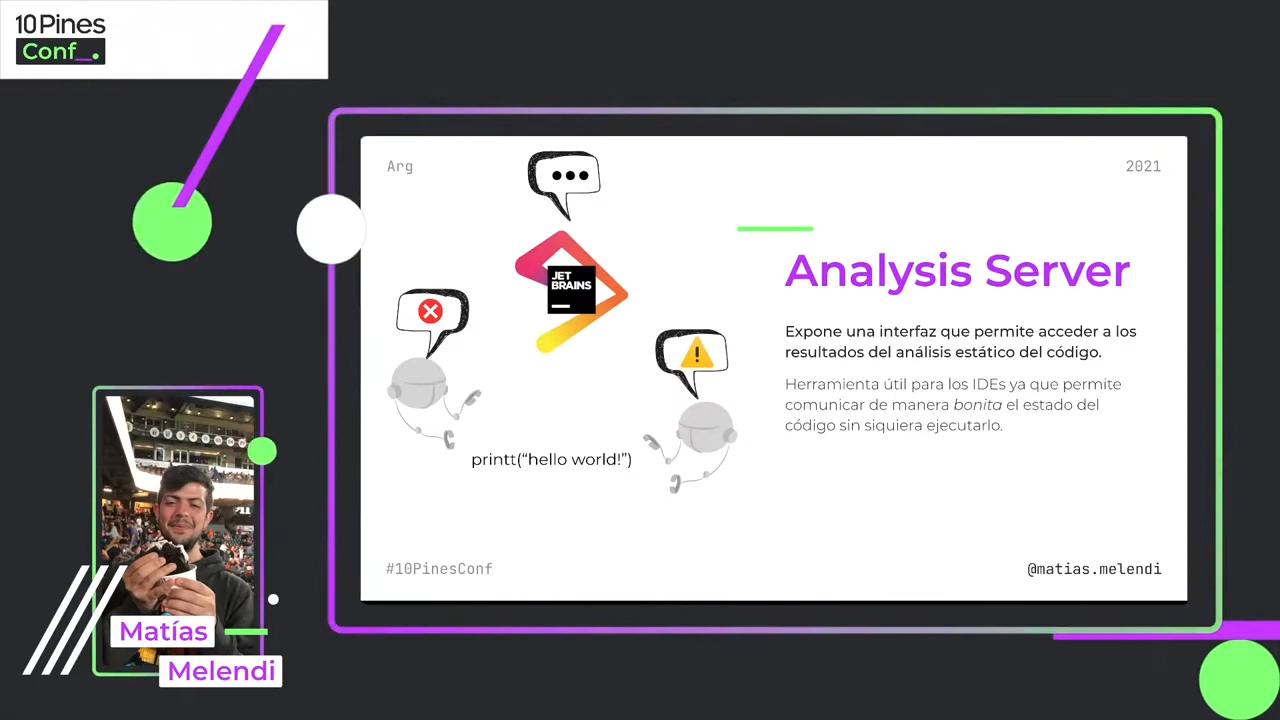 10Pines
Conf_.
Arg
2021
JET
BRAINS
Analysis Server
Expone una interfaz que permite acceder a los
resultados del análisis estático del código.
Herramienta útil para los IDEs ya que permite
comunicar de manera bonita el estado del
código sin siquiera ejecutarlo.
printt(“hello world!”)
#10PinesConf
@matias.melendi
Matías
Melendi